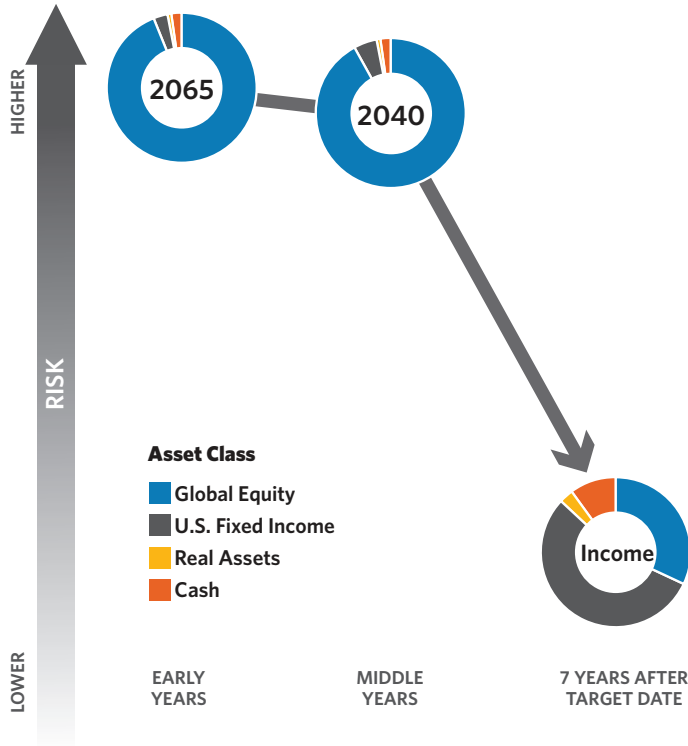 HIGHER
RISK
LOWER
2065
2040
Income
Asset Class
Global Equity
U.S. Fixed Income
Real Assets
Cash
EARLY
YEARS
MIDDLE
YEARS
7 YEARS AFTER
TARGET DATE